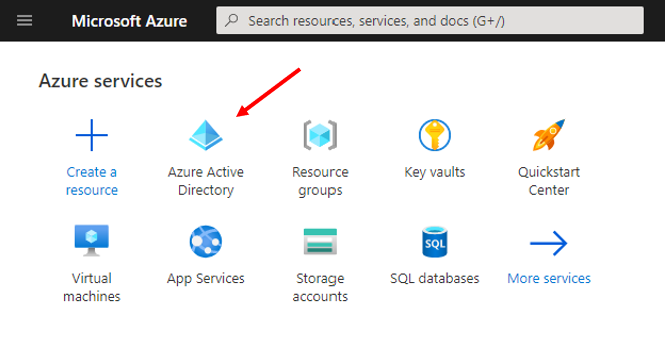 Microsoft Azure
Search resources, services, and docs (G+/)
Azure services
Create a
resource
Azure Active
Directory
Resource
groups
Key vaults
Quickstart
Center
Virtual
machines
App Services
Storage
accounts
SQL
SQL databases
More services